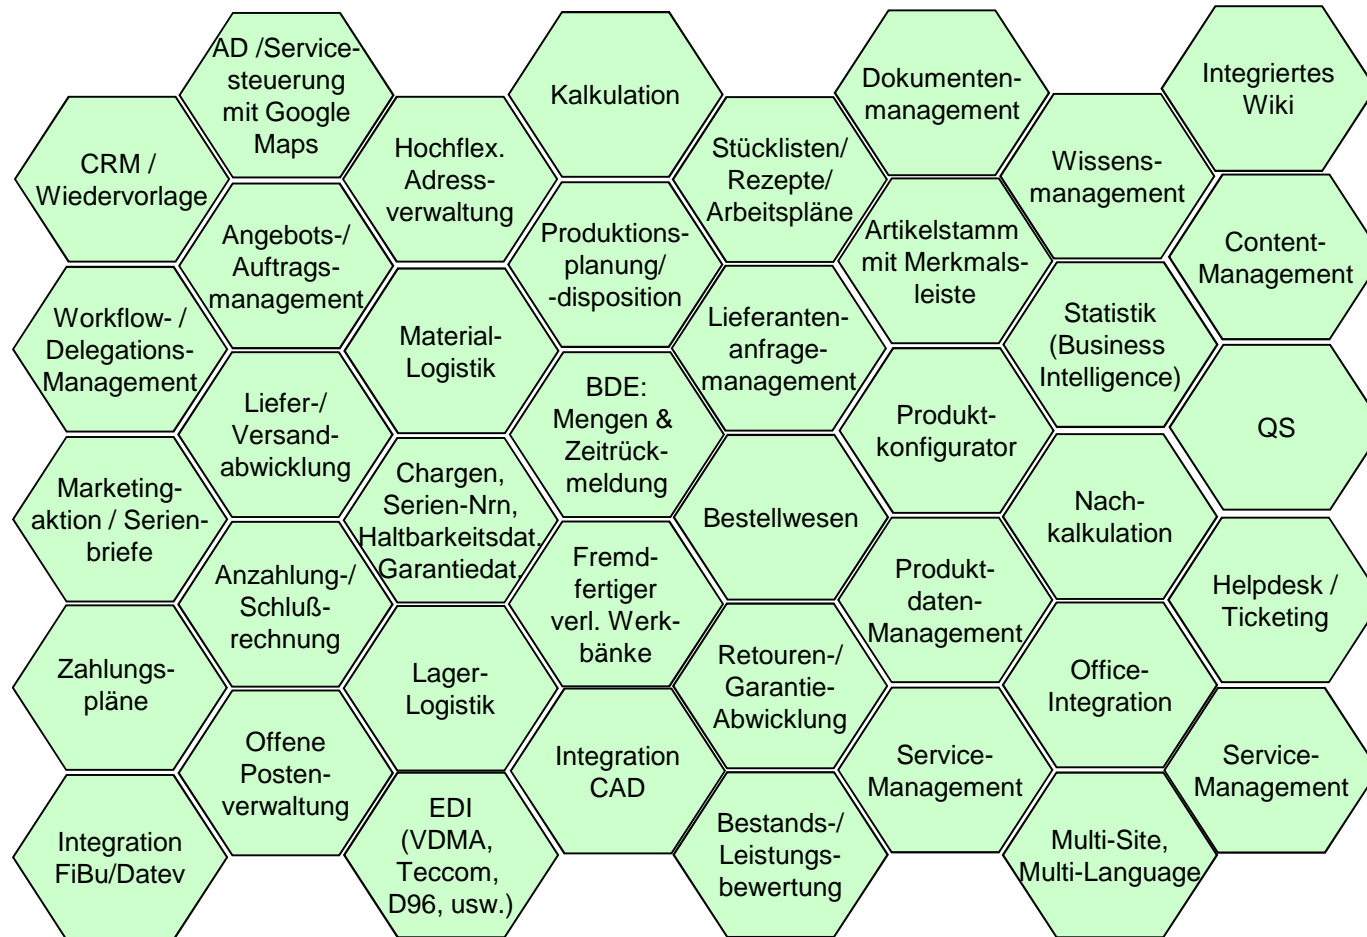 CRM /
Wiedervorlage
Workflow- /
Delegations-
Management
Marketing-
aktion / Serien-
briefe
Zahlungs-
pläne
Integration
FiBu/Datev
AD /Service-
steuerung
mit Google
Maps
Angebots-/
Auftrags-
management
Liefer-/
Versand-
abwicklung
Anzahlung-/
Schluß-
rechnung
Offene
Posten-
verwaltung
Hochflex.
Adress-
verwaltung
Material-
Logistik
Chargen,
Serien-Nrn,
Haltbarkeitsdat.
Garantiedat.
Lager-
Logistik
EDI
(VDMA,
Teccom,
D96, usw.)
Kalkulation
Produktions-
planung/
-disposition
BDE:
Mengen &
Zeitrück-
meldung
Fremd-
fertiger
verl. Werk-
bänke
Integration
CAD
Stücklisten/
Rezepte/
Arbeitspläne
Lieferanten-
anfrage-
management
Bestellwesen
Retouren-/
Garantie-
Abwicklung
Bestands-/
Leistungs-
bewertung
Dokumenten-
management
Artikelstamm
mit Merkmals-
leiste
Produkt-
konfigurator
Produkt-
daten-
Management
Service-
Management
Wissens-
management
Statistik
(Business
Intelligence)
Nach-
kalkulation
Office-
Integration
Multi-Site,
Multi-Language
Integriertes
Wiki
Content-
Management
QS
Helpdesk /
Ticketing
Service-
Management